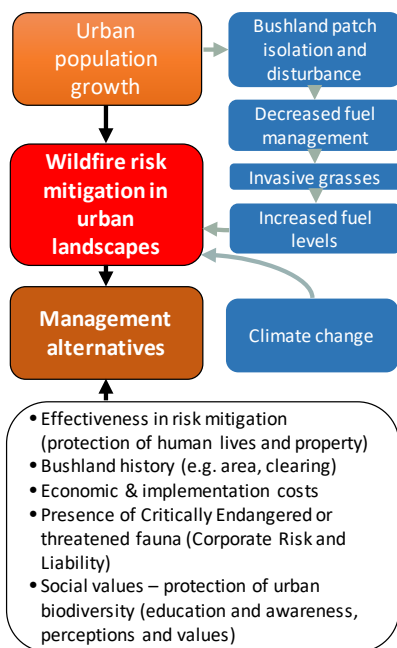 Urban
population
growth
Bushland patch
isolation and
disturbance
Decreased fuel
management
Invasive grasses
Increased fuel
levels
Wildfire risk
mitigation in
urban
landscapes
Climate change
Management
alternatives
• Effectiveness in risk mitigation
(protection of human lives and property)
• Bushland history (e.g. area, clearing)
• Economic & implementation costs
• Presence of Critically Endangered or
threatened fauna (Corporate Risk and
Liability)
• Social values – protection of urban
biodiversity (education and awareness,
perceptions and values)